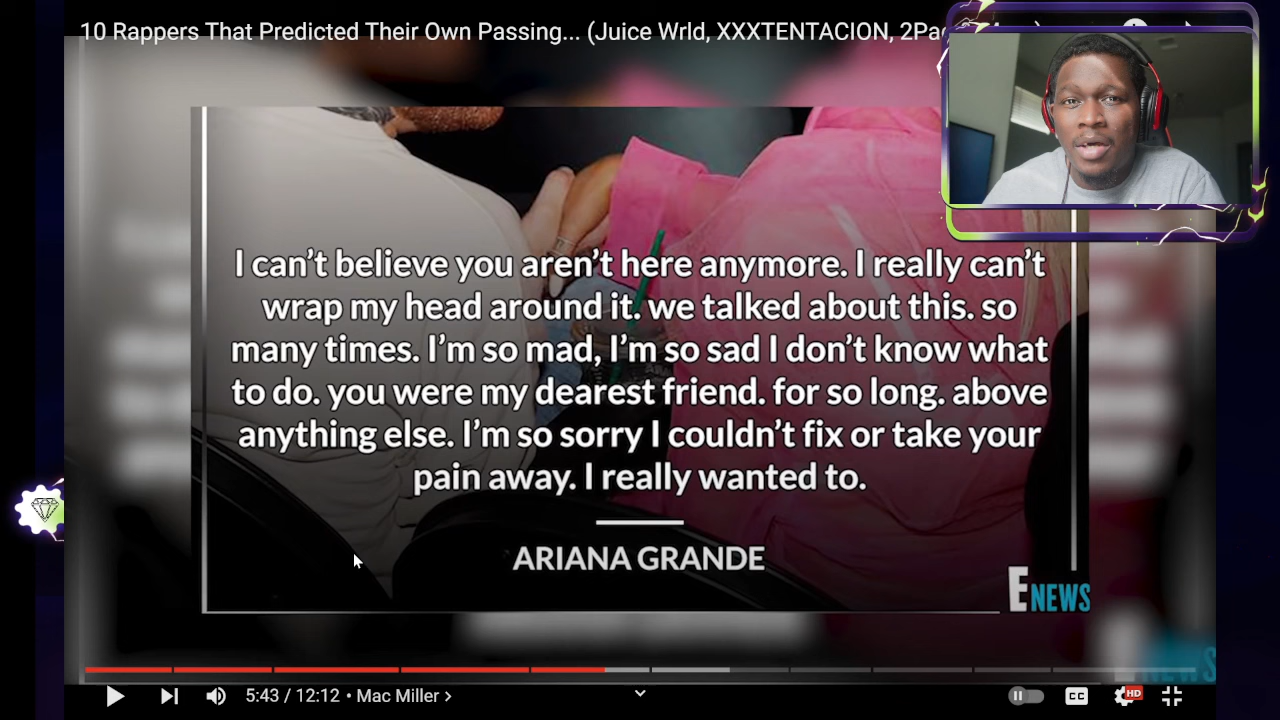 10 Rappers That Predicted Their Own Passing... (Juice Wrld, XXXTENTACION, 2Pac
I can't believe you aren't here anymore. I really can't
wrap my head around it. we talked about this. so
many times. I'm so mad, I'm so sad I don't know what
to do. you were my dearest friend. for so long. above
anything else. I'm so sorry I couldn't fix or take your
pain away. I really wanted to.
ARIANA GRANDE
E NEWS
5:43 / 12:12 • Mac Miller >
CC
HD